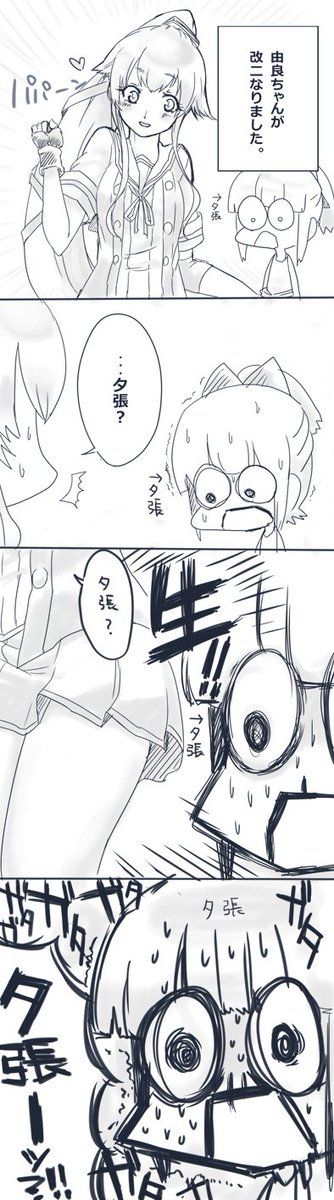 由良ちゃんが
改二なりました。
パパーン
→夕張
・・・夕張?
→夕張
夕張?
生!!
→夕張
夕張
ガタ
ガタ
ガタ
夕張ーッ!!